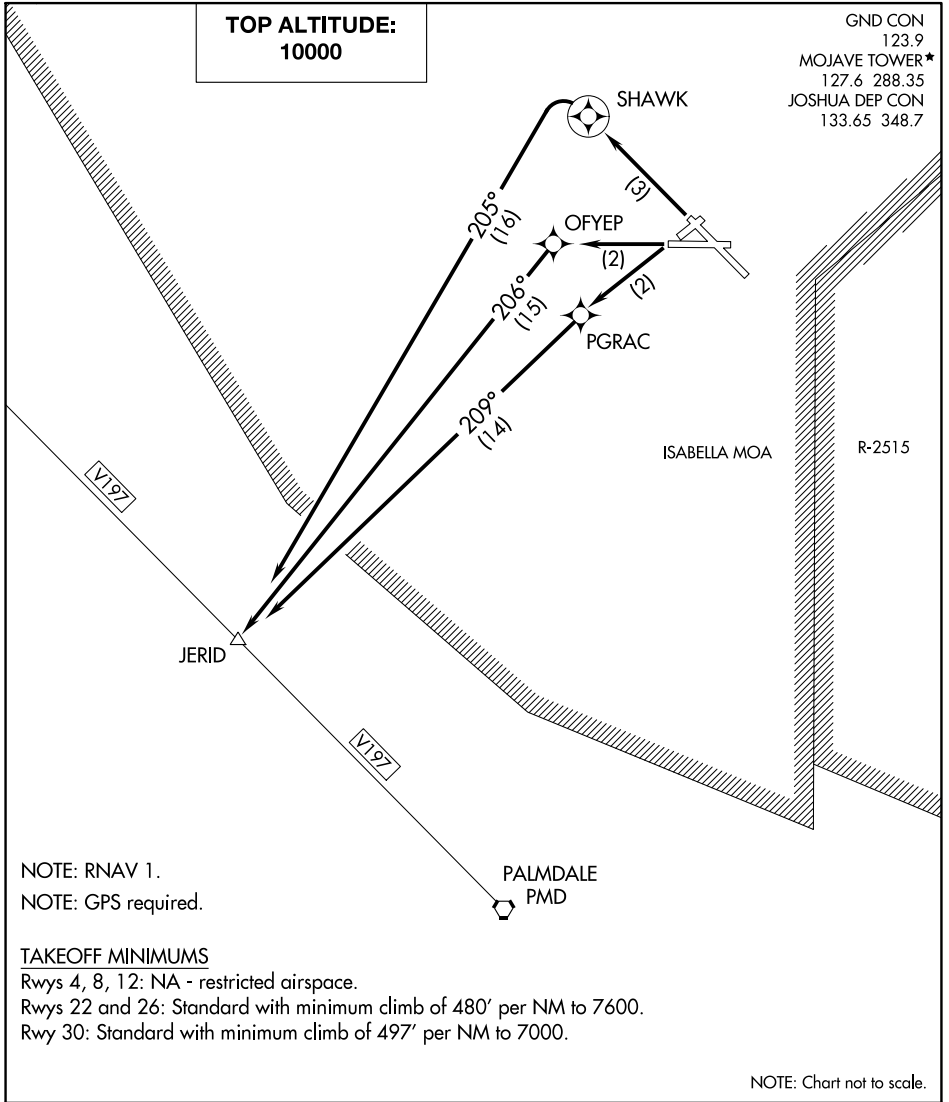 TOP ALTITUDE:
10000
GND CON
123.9
MOJAVE TOWER★
127.6 288.35
JOSHUA DEP CON
133.65 348.7
SHAWK
(3)
205°
(16)
OFYEP
(2)
206°
(15)
(2)
PGRAC
209°
(14)
ISABELLA MOA
R-2515
V197
JERID
V197
PALMDALE
PMD
NOTE: RNAV 1.
NOTE: GPS required.
TAKEOFF MINIMUMS
Rwys 4, 8, 12: NA - restricted airspace.
Rwys 22 and 26: Standard with minimum climb of 480' per NM to 7600.
Rwy 30: Standard with minimum climb of 497' per NM to 7000.
NOTE: Chart not to scale.